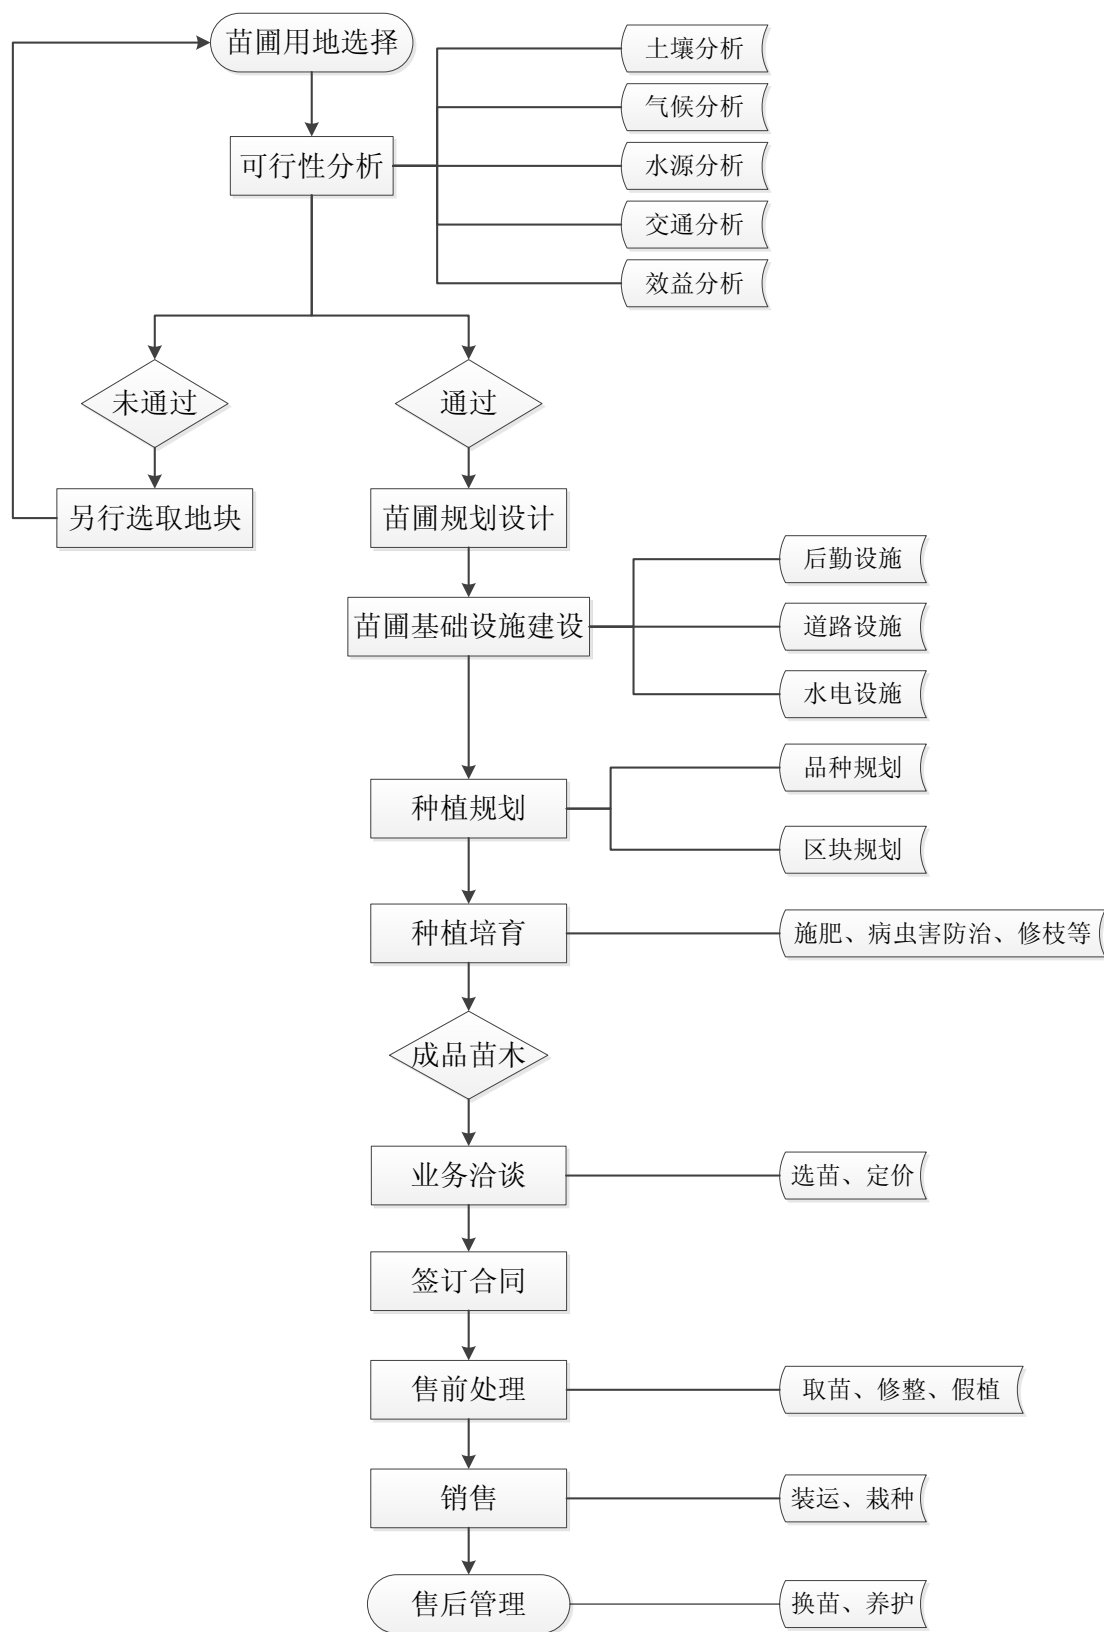 苗圃用地选择
土壤分析
气候分析
可行性分析
水源分析
交通分析
效益分析
未通过
通过
另行选取地块
苗圃规划设计
后勤设施
苗圃基础设施建设
道路设施
水电设施
品种规划
种植规划
区块规划
种植培育
施肥、病虫害防治、修枝等
成品苗木
业务洽谈
选苗、定价
签订合同
售前处理
取苗、修整、假植
销售
装运、栽种
售后管理
换苗、养护